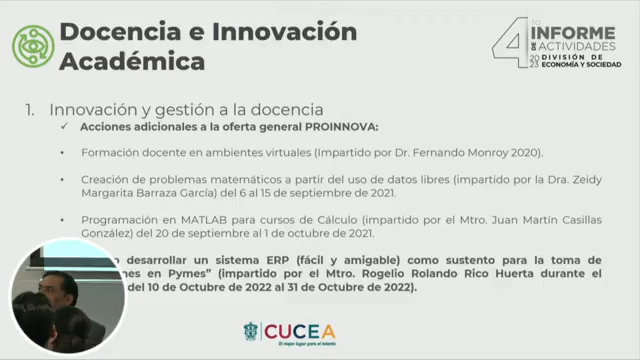 Docencia e Innovación
Académica
4
TO
INFORME
DE ACTIVIDADES
2023 DIVISIÓN DE
ECONOMÍA Y SOCIEDAD
1. Innovación y gestión a la docencia
✓ Acciones adicionales a la oferta general PROINNOVA:
• Formación docente en ambientes virtuales (Impartido por Dr. Fernando Monroy 2020).
• Creación de problemas matemáticos a partir del uso de datos libres (impartido por la Dra. Zeidy
Margarita Barraza García) del 6 al 15 de septiembre de 2021.
• Programación en MATLAB para cursos de Cálculo (impartido por el Mtro. Juan Martín Casillas
González) del 20 de septiembre al 1 de octubre de 2021.
desarrollar un sistema ERP (fácil y amigable) como sustento para la toma de
en Pymes” (impartido por el Mtro. Rogelio Rolando Rico Huerta durante el
del 10 de Octubre de 2022 al 31 de Octubre de 2022).
CUCEA
El mejor lugar para el talento